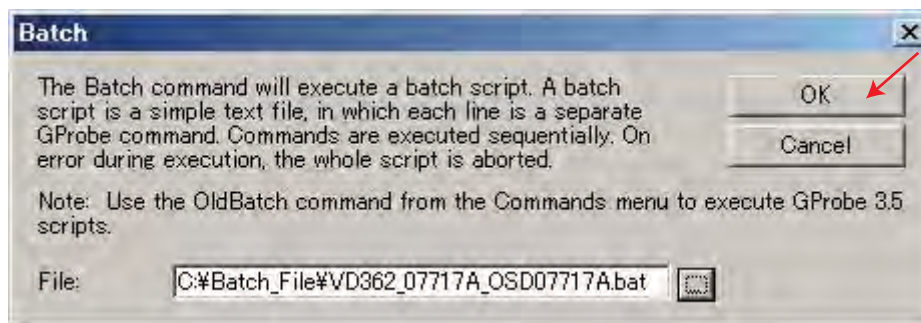 Batch
The Batch command will execute a batch script. A batch
script is a simple text file, in which each line is a separate
GProbe command. Commands are executed sequentially. On
error during execution, the whole script is aborted.
OK
Cancel
Note: Use the OldBatch command from the Commands menu to execute GProbe 3.5
scripts.
File:
C:¥Batch_File¥VD362_07717A_OSD07717A.bat
...